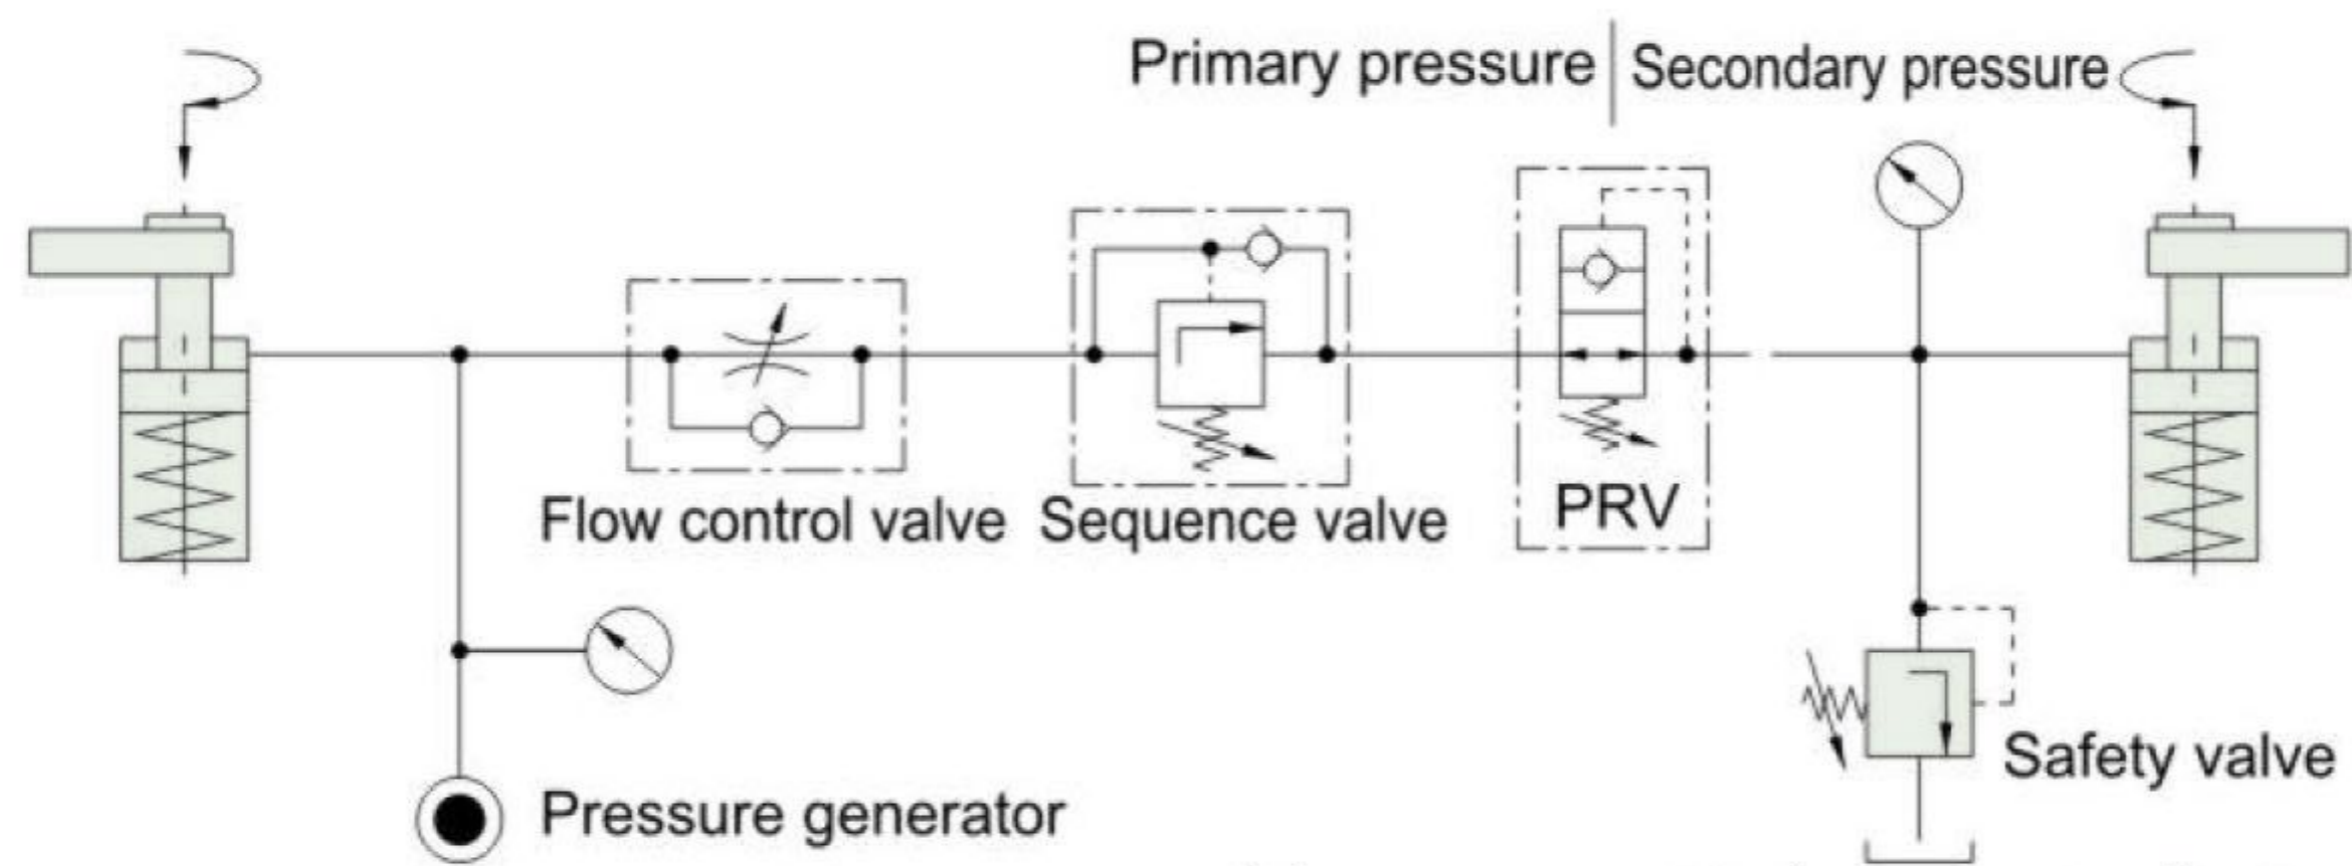 Primary pressure
Secondary pressure
Flow control valve
Sequence valve
PRV
Safety valve
Pressure generator